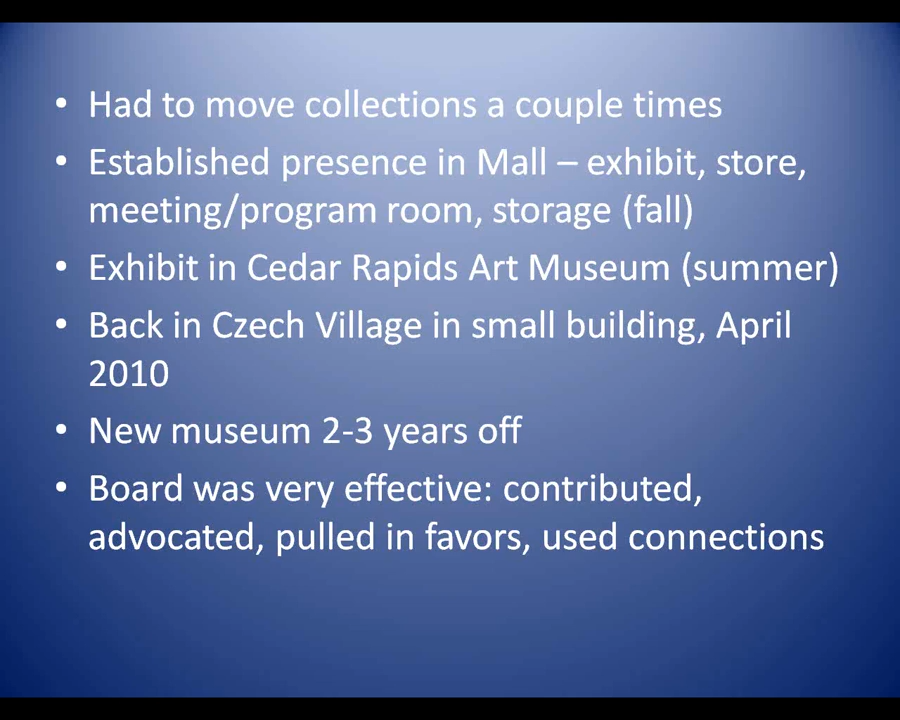 • Had to move collections a couple times
• Established presence in Mall – exhibit, store,
meeting/program room, storage (fall)
• Exhibit in Cedar Rapids Art Museum (summer)
• Back in Czech Village in small building, April
2010
• New museum 2-3 years off
• Board was very effective: contributed,
advocated, pulled in favors, used connections